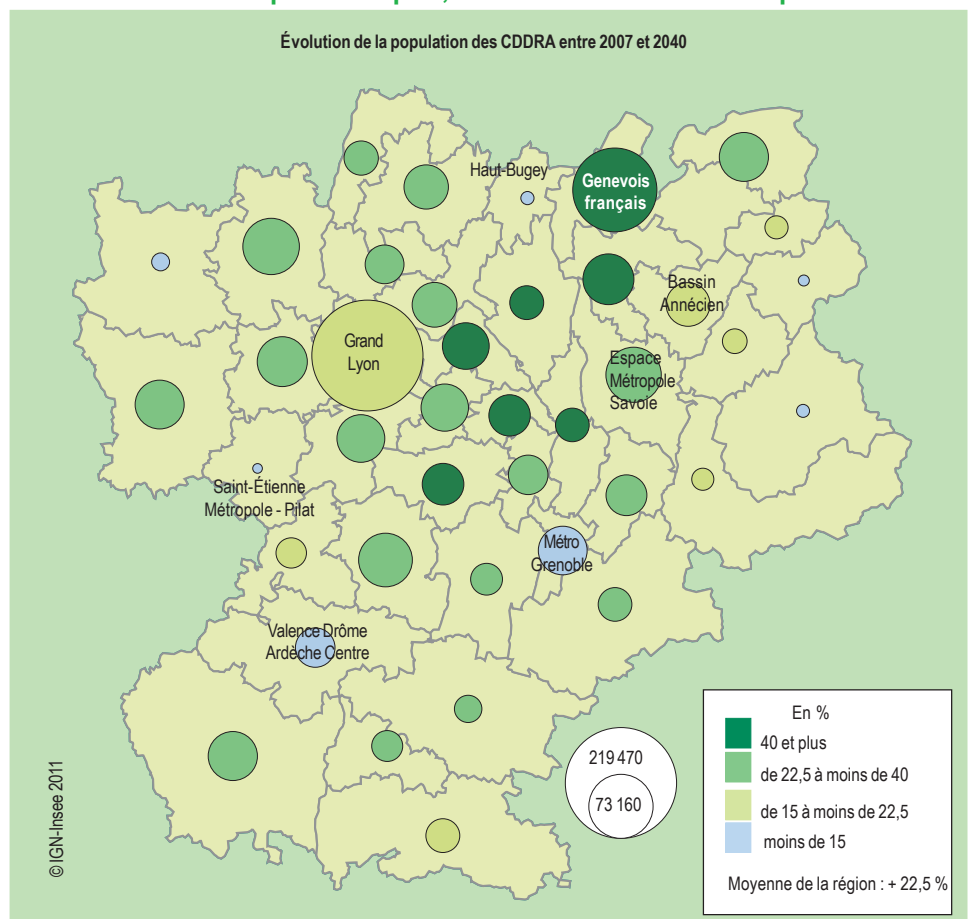 Évolution de la population des CDDRA entre 2007 et 2040
Haut-Bugey
Genevois
français
Bassin
Annécien
Grand
Lyon
Espace
Métropole
Savoie
Saint-Étienne
Métropole - Pilat
Métro
Grenoble
Valence Drôme
Ardèche Centre
219 470
73 160
En %
40 et plus
de 22,5 à moins de 40
de 15 à moins de 22,5
moins de 15
Moyenne de la région : + 22,5 %
© IGN-Insee 2011